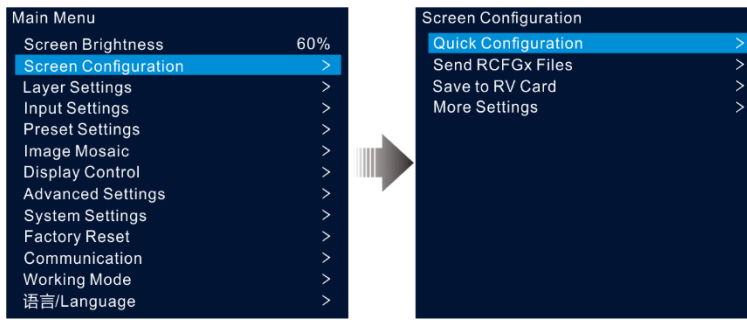 Main Menu
Screen Brightness 60%
Screen Configuration >
Layer Settings >
Input Settings >
Preset Settings >
Image Mosaic >
Display Control >
Advanced Settings >
System Settings >
Factory Reset >
Communication >
Working Mode >
语言/Language >
Screen Configuration
Quick Configuration >
Send RCFGx Files >
Save to RV Card >
More Settings >